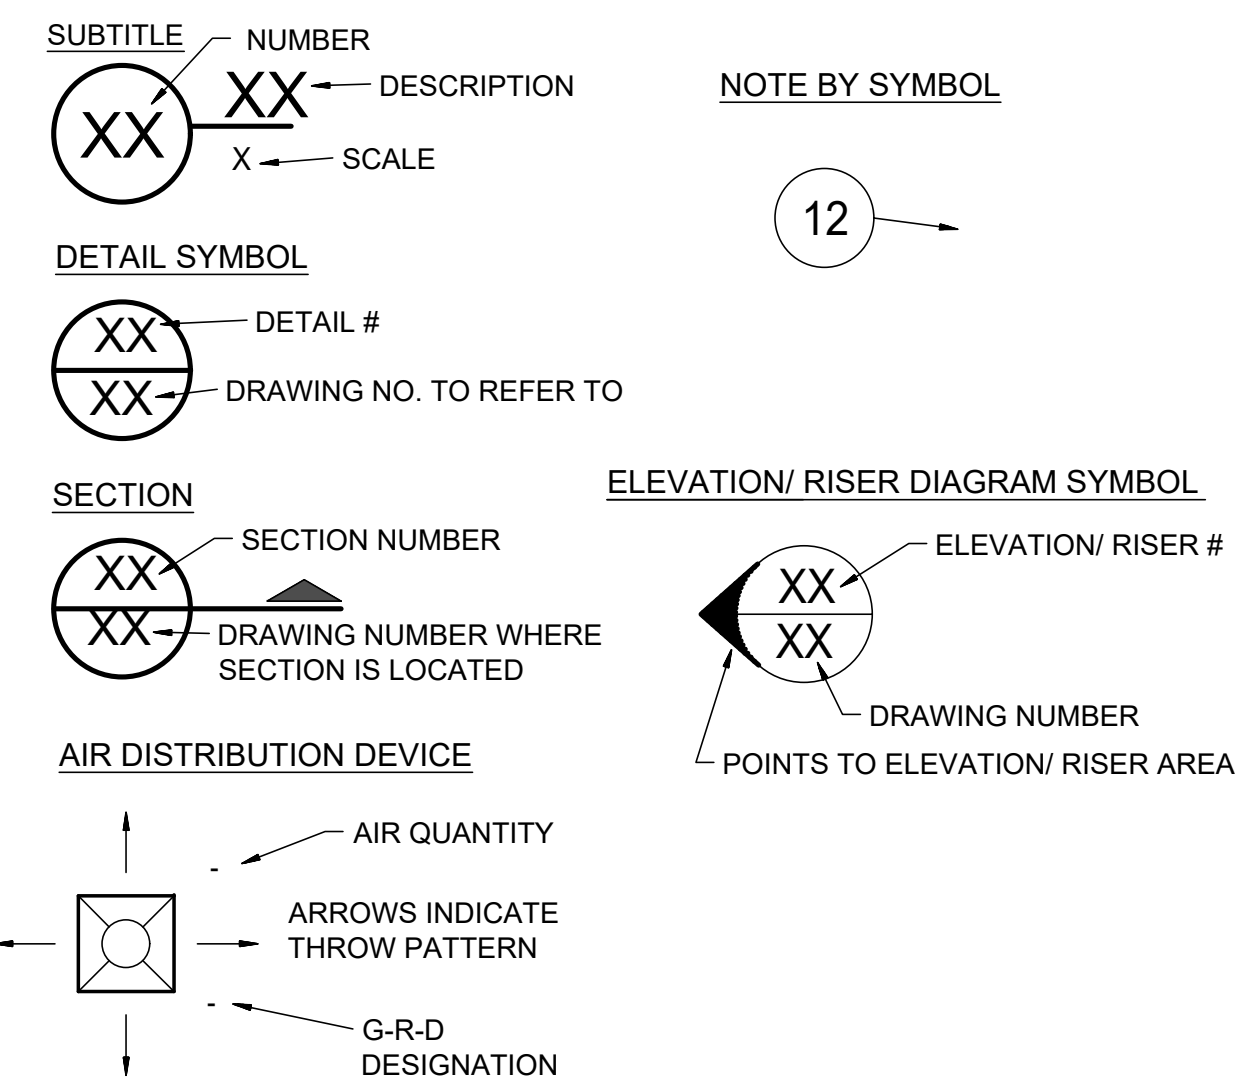 SUBTITLE
NUMBER
XX
XX
DESCRIPTION
X
SCALE
NOTE BY SYMBOL
12
DETAIL SYMBOL
XX
DETAIL #
XX
DRAWING NO. TO REFER TO
SECTION
XX
SECTION NUMBER
XX
DRAWING NUMBER WHERE
SECTION IS LOCATED
ELEVATION/ RISER DIAGRAM SYMBOL
XX
ELEVATION/ RISER #
XX
DRAWING NUMBER
POINTS TO ELEVATION/ RISER AREA
AIR DISTRIBUTION DEVICE
-
AIR QUANTITY
ARROWS INDICATE
THROW PATTERN
-
G-R-D
DESIGNATION